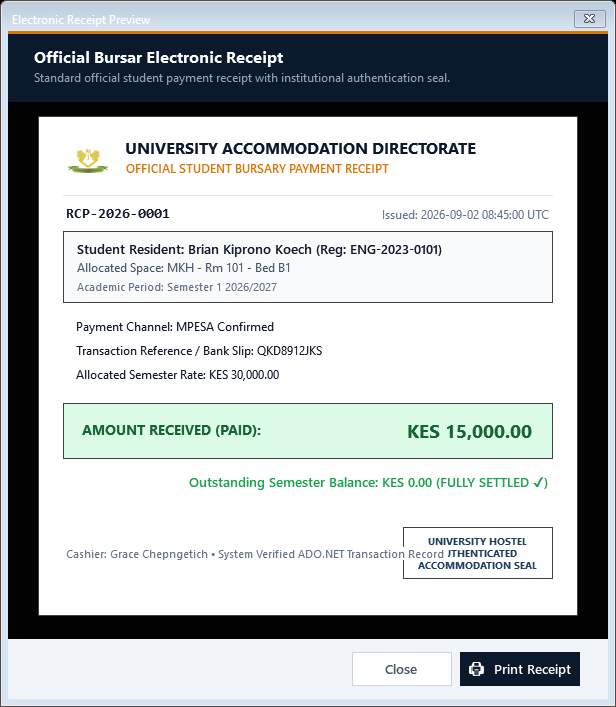 Electronic Receipt Preview
Official Bursar Electronic Receipt
Standard official student payment receipt with institutional authentication seal.
UNIVERSITY ACCOMMODATION DIRECTORATE
OFFICIAL STUDENT BURSARY PAYMENT RECEIPT
RCP-2026-0001
Issued: 2026-09-02 08:45:00 UTC
Student Resident: Brian Kiprono Koech (Reg: ENG-2023-0101)
Allocated Space: MKH - Rm 101 - Bed B1
Academic Period: Semester 1 2026/2027
Payment Channel: MPESA Confirmed
Transaction Reference / Bank Slip: QKD8912JKS
Allocated Semester Rate: KES 30,000.00
AMOUNT RECEIVED (PAID):
KES 15,000.00
Outstanding Semester Balance: KES 0.00 (FULLY SETTLED ✓)
Cashier: Grace Chepngetich • System Verified ADO.NET Transaction Record
UNIVERSITY HOSTEL
UTHENTICATED
ACCOMMODATION SEAL
Close
Print Receipt